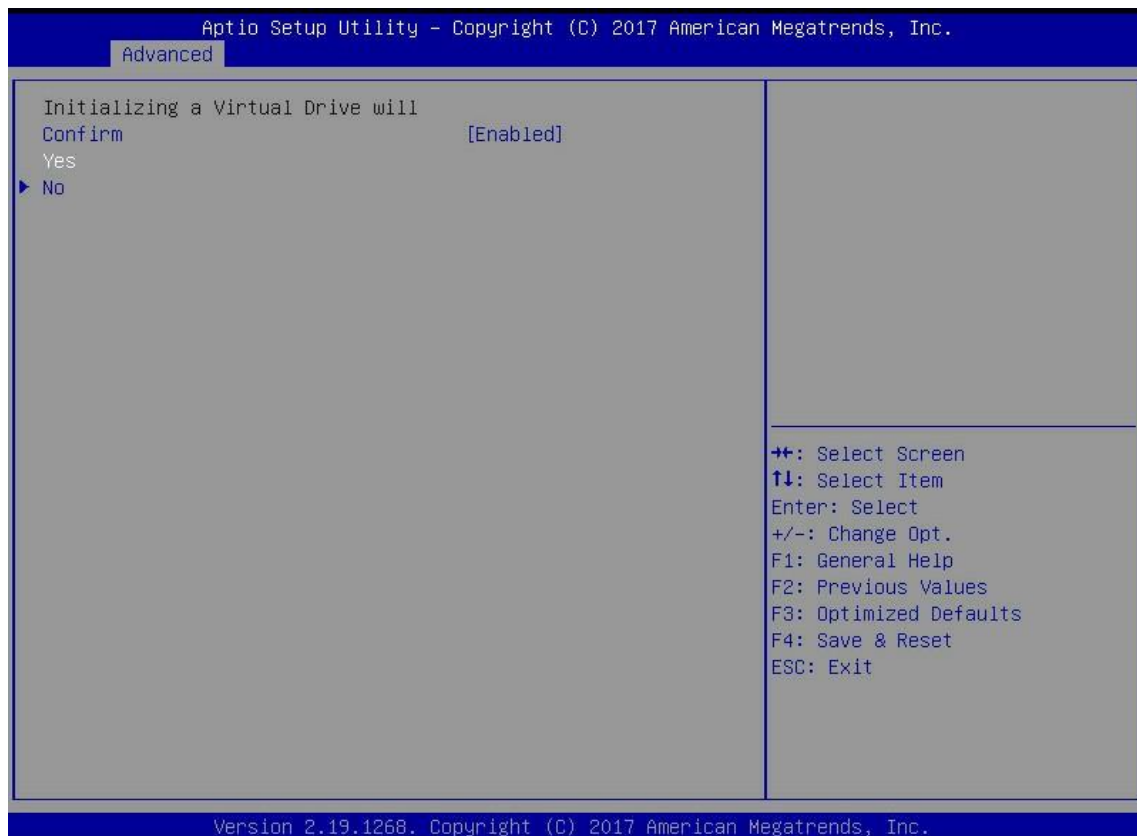 Aptio Setup Utility – Copyright (C) 2017 American Megatrends, Inc.
Advanced
Initializing a Virtual Drive will
Confirm [Enabled]
Yes
▶ No
→←: Select Screen
↑↓: Select Item
Enter: Select
+/-: Change Opt.
F1: General Help
F2: Previous Values
F3: Optimized Defaults
F4: Save & Reset
ESC: Exit
Version 2.19.1268. Copyright (C) 2017 American Megatrends, Inc.